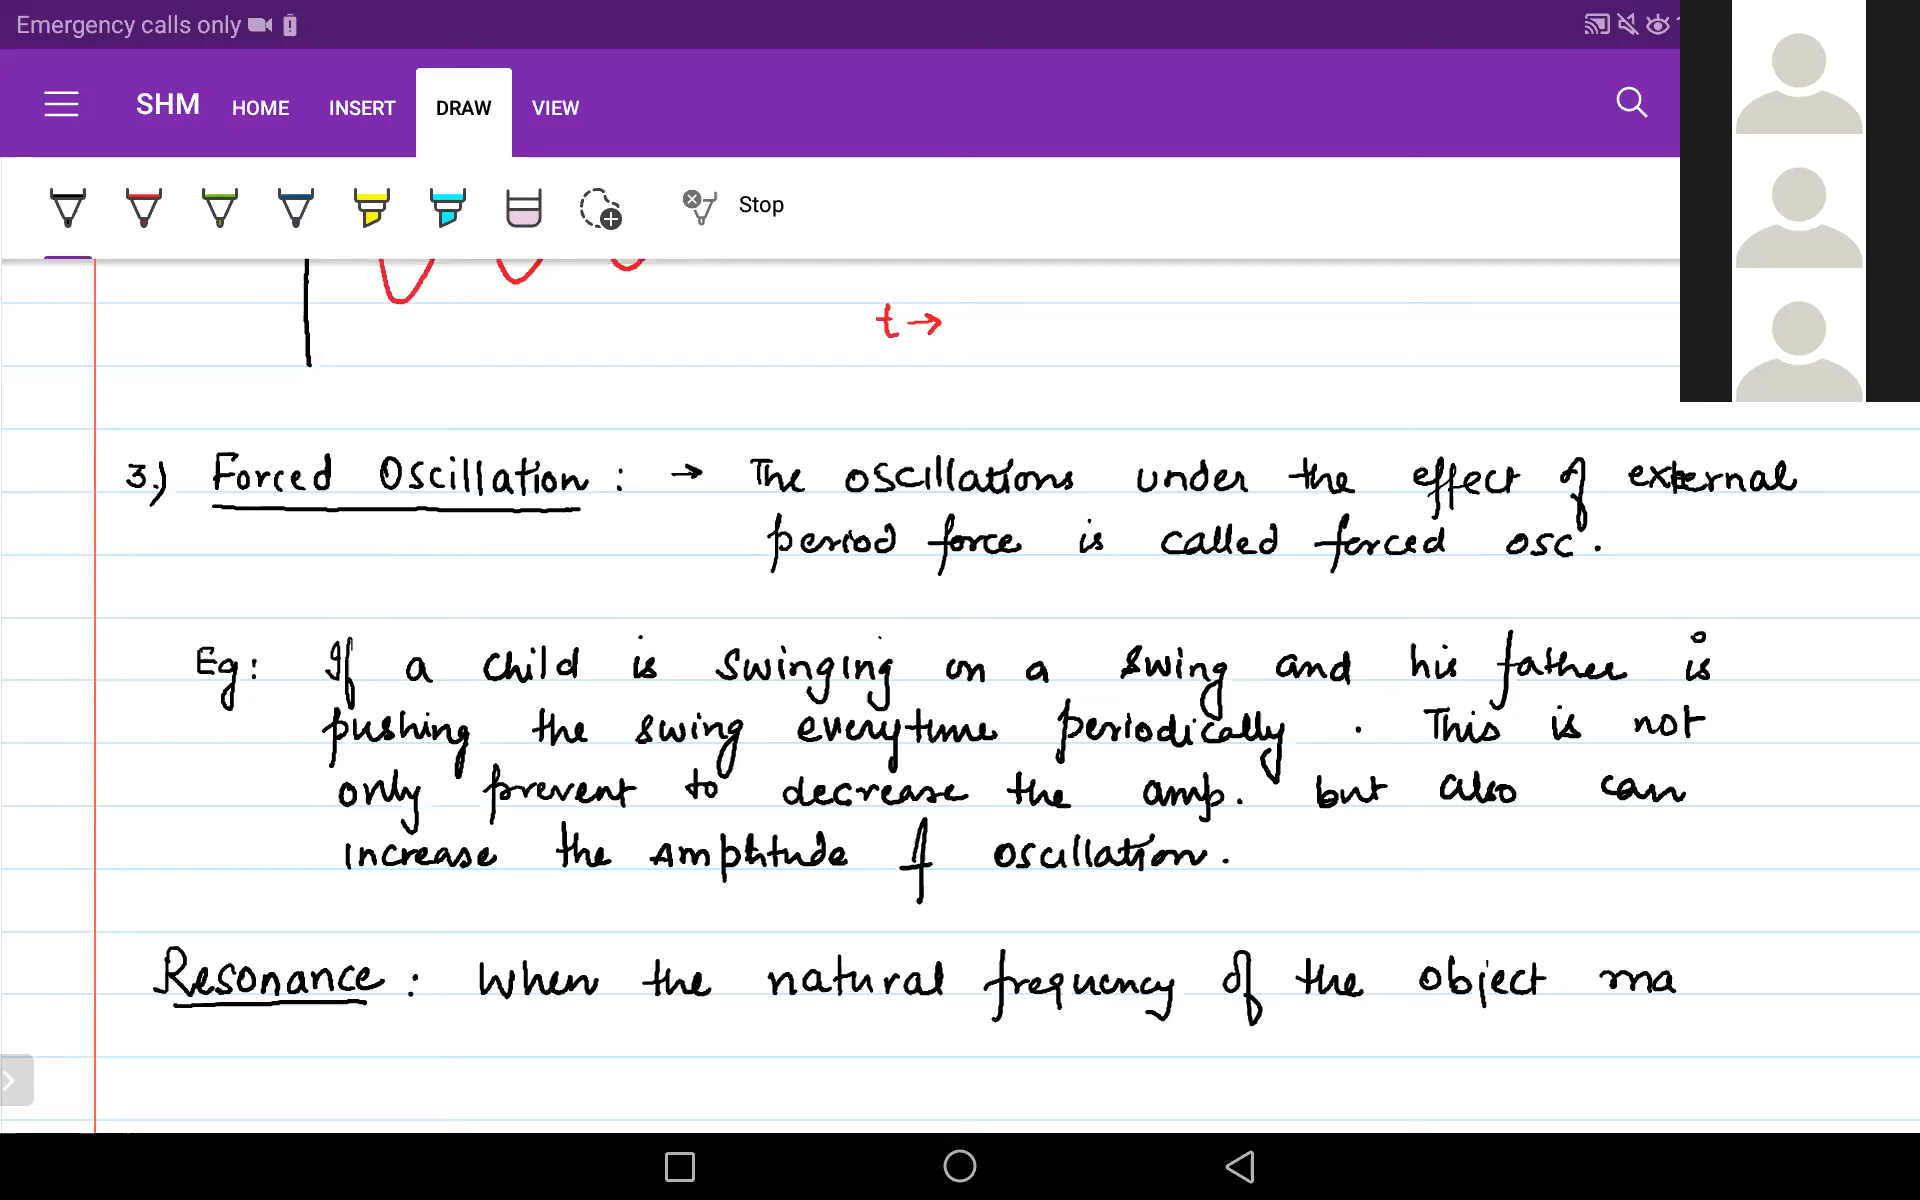 Emergency calls only
SHM HOME INSERT DRAW VIEW
Stop
t→
3.) Forced Oscillation : → The oscillations under the effect of external
period force is called forced osc.
Eg: If a child is swinging on a swing and his father is
pushing the swing everytime periodically . This is not
only prevent to decrease the amp. but also can
increase the amplitude of oscillation.
Resonance : When the natural frequency of the object ma